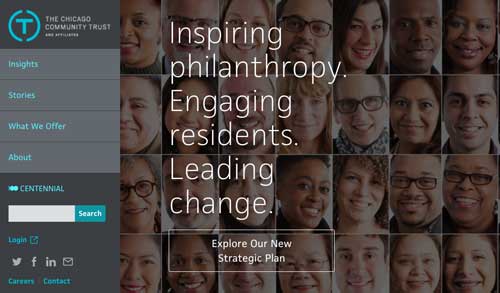 THE CHICAGO
COMMUNITY TRUST
AND AFFILIATES
Insights
Stories
What We Offer
About
100 CENTENNIAL
Search
Login
Careers
Contact
Inspiring
philanthropy.
Engaging
residents.
Leading
change.
Explore Our New
Strategic Plan